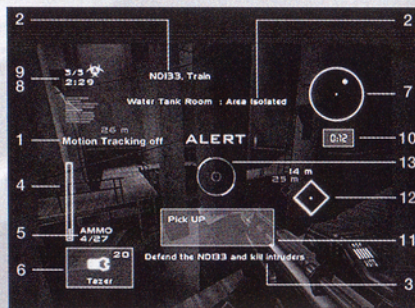 2
2
9
3/3
8
2:29
ND133, Train
Water Tank Room : Area Isolated
7
26 m
1
Motion Tracking off
ALERT
0:12
10
13
14 m
25 m
4
12
Pick UP
5
AMMO
4/27
11
6
20
Tazer
Defend the ND133 and kill intruders
3